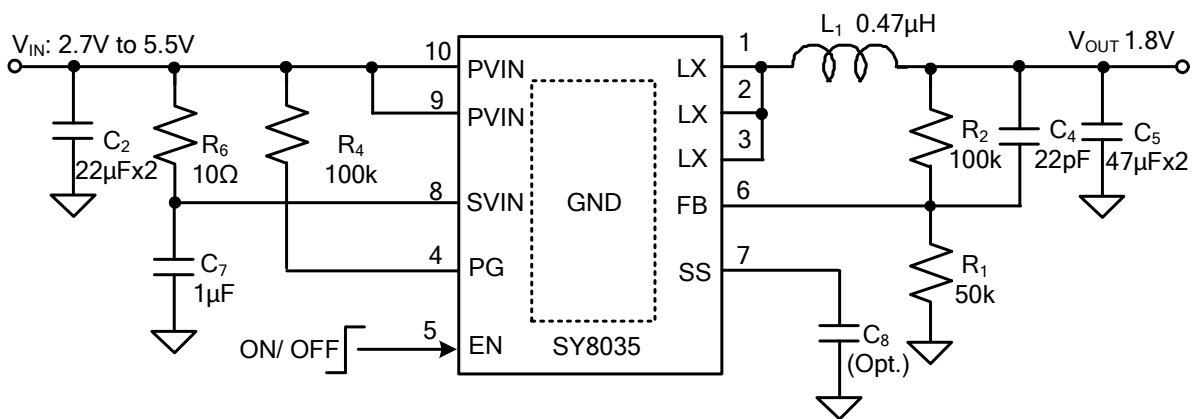 V_IN: 2.7V to 5.5V
C2
22µFx2
R6
10Ω
R4
100k
C7
1µF
ON/ OFF
10
9
8
4
5
PVIN
PVIN
SVIN
PG
EN
GND
SY8035
LX
LX
LX
FB
SS
1
2
3
6
7
L1 0.47µH
VOUT 1.8V
R2
100k
C4
22pF
C5
47µFx2
R1
50k
C8
(Opt.)